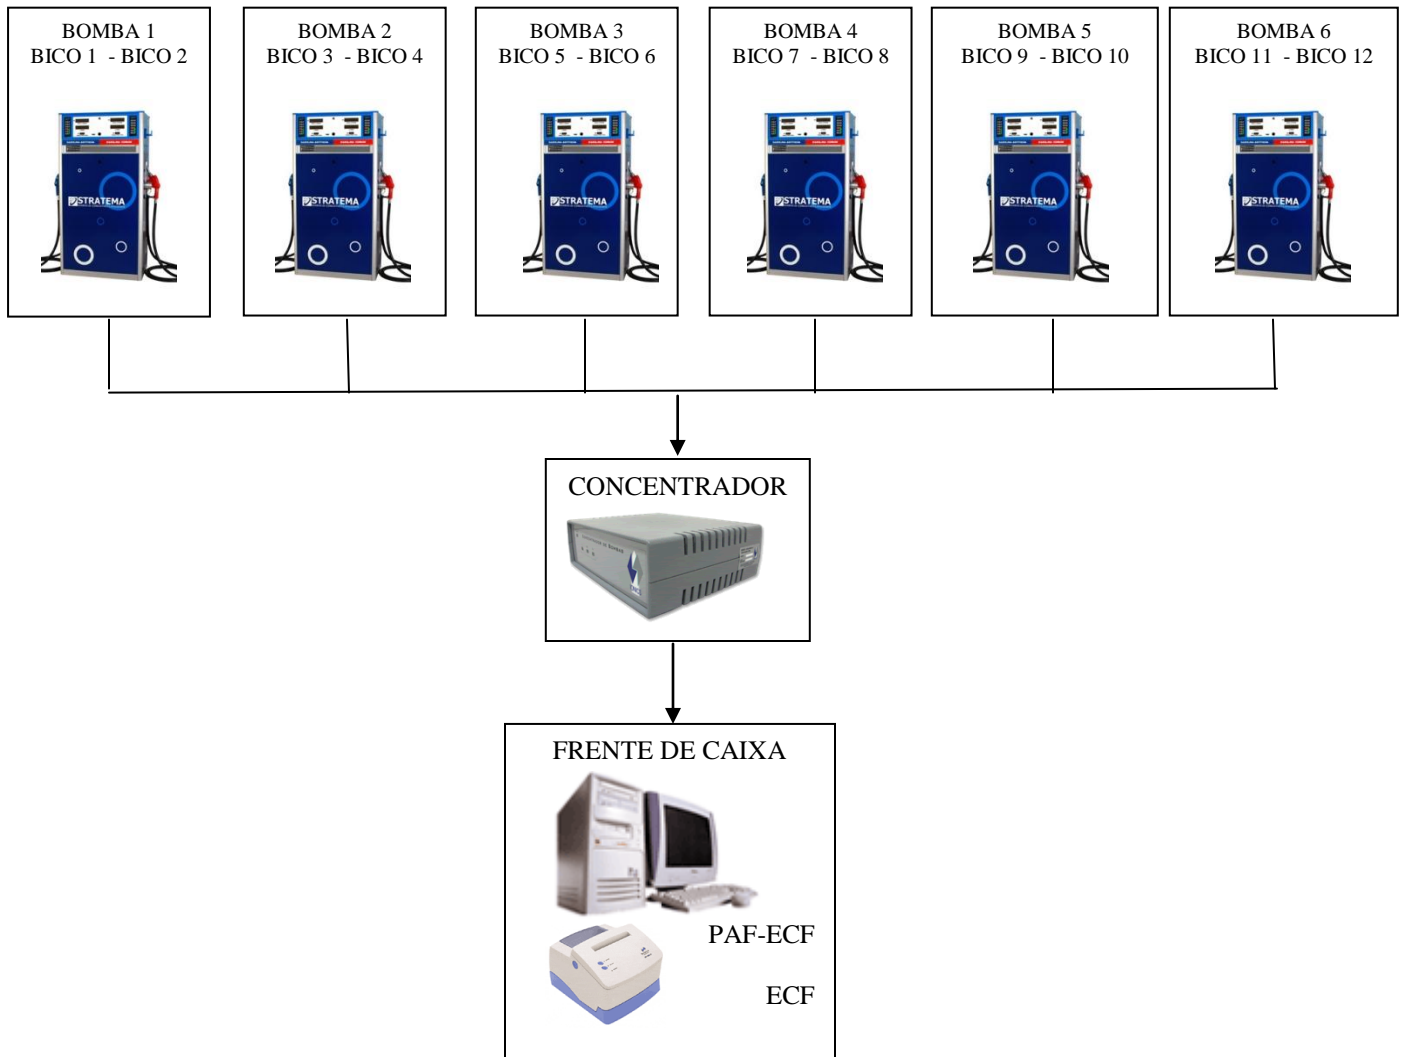 BOMBA 1
BICO 1 - BICO 2
BOMBA 2
BICO 3 - BICO 4
BOMBA 3
BICO 5 - BICO 6
BOMBA 4
BICO 7 - BICO 8
BOMBA 5
BICO 9 - BICO 10
BOMBA 6
BICO 11 - BICO 12
STRATEMA
STRATEMA
STRATEMA
STRATEMA
STRATEMA
STRATEMA
CONCENTRADOR
FRENTE DE CAIXA
PAF-ECF
ECF